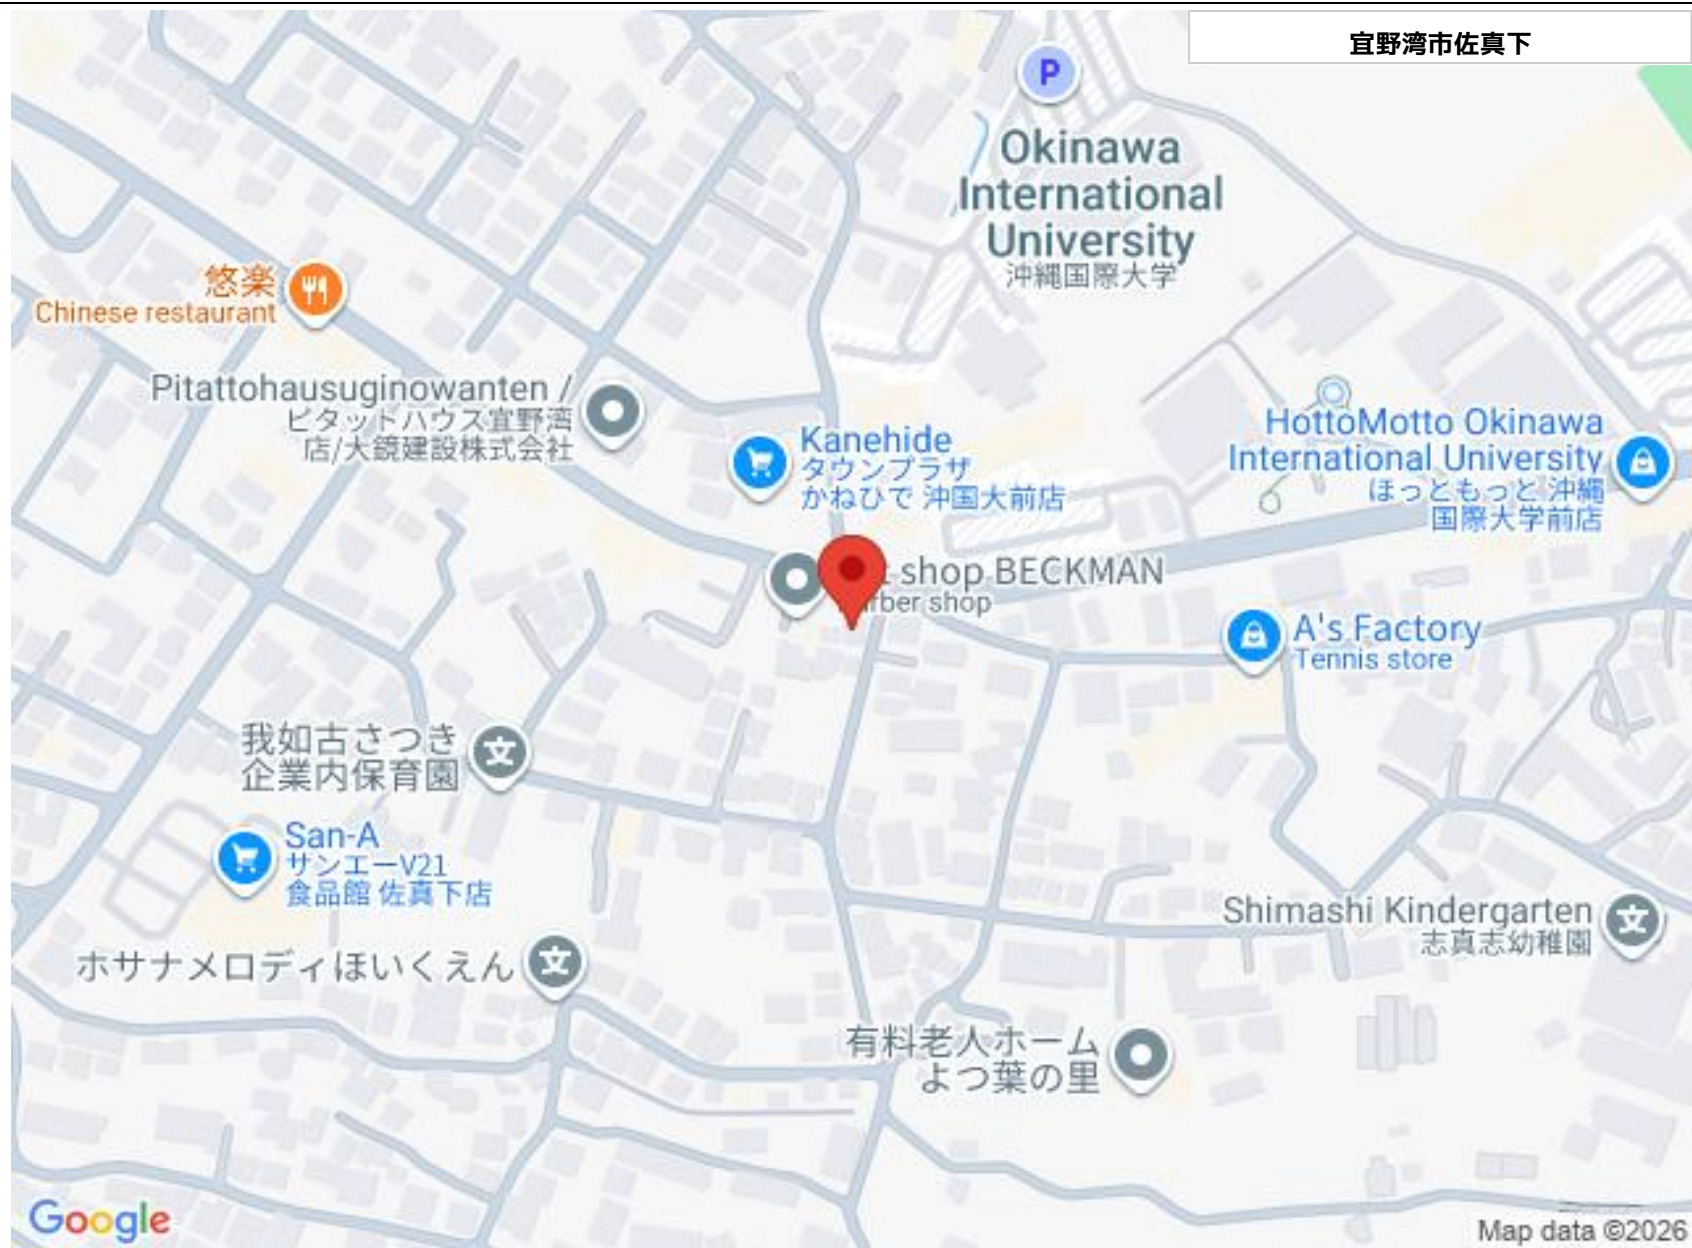 宜野湾市佐真下
P
Okinawa
International
University
沖縄国際大学
悠楽
Chinese restaurant
Pitattohausuginowanten /
ピタットハウス宜野湾
店/大鏡建設株式会社
Kanehide
タウンプラザ
かねひで 沖国大前店
HottoMotto Okinawa
International University
ほっともっと 沖縄
国際大学前店
shop BECKMAN
rber shop
A's Factory
Tennis store
我如古さつき
企業内保育園
文
San-A
サンエーV21
食品館 佐真下店
Shimashi Kindergarten
志真志幼稚園
文
ホサナメロディほいくえん
文
有料老人ホーム
よつ葉の里
Google
Map data ©2026